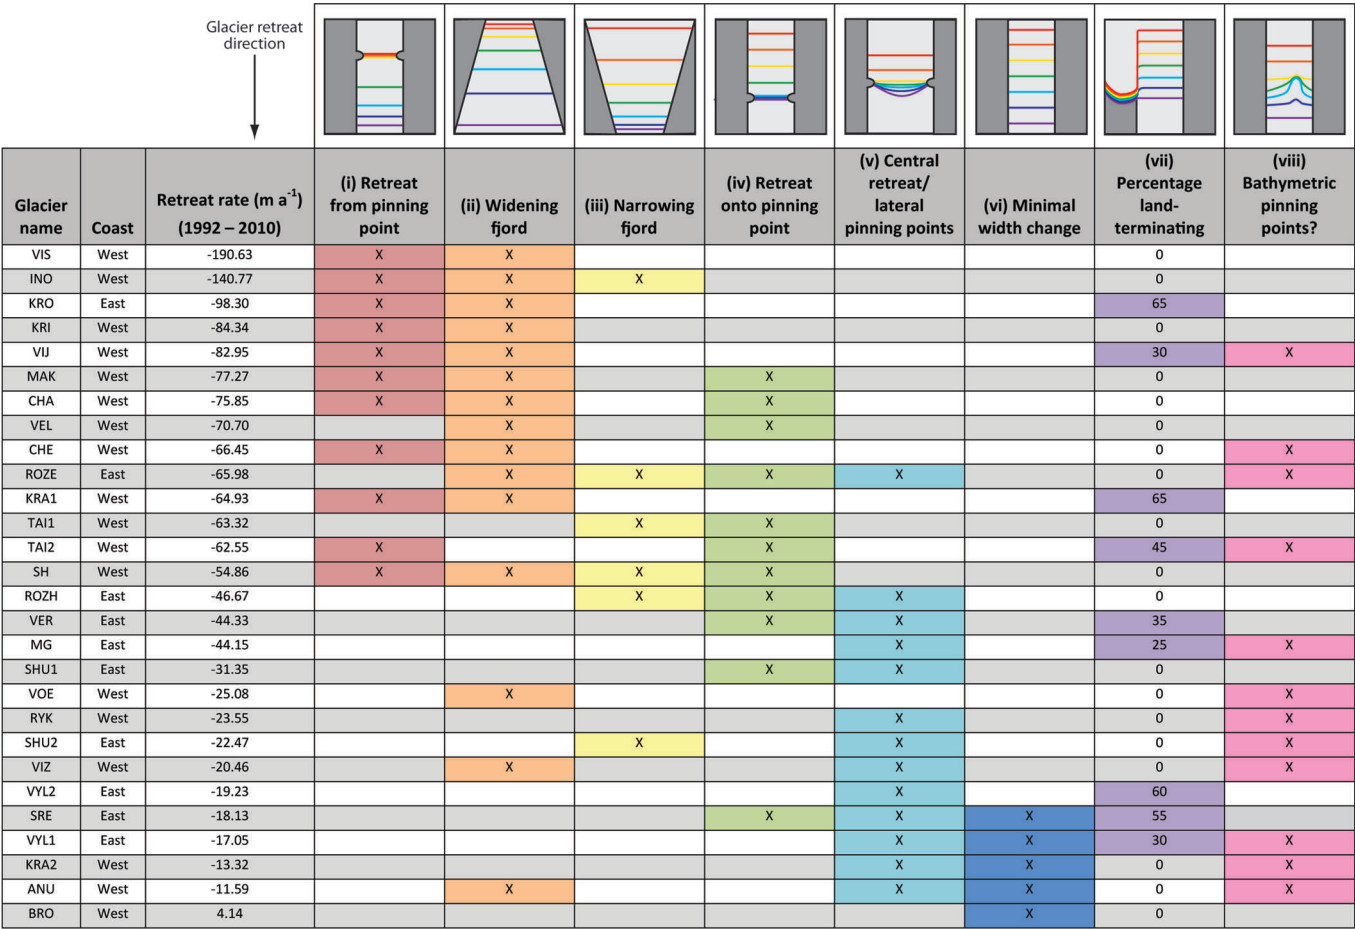 Glacier retreat
direction
Glacier
name
Coast
Retreat rate (m a⁻¹)
(1992 – 2010)
(i) Retreat
from pinning
point
(ii) Widening
fjord
(iii) Narrowing
fjord
(iv) Retreat
onto pinning
point
(v) Central
retreat/
lateral
pinning points
(vi) Minimal
width change
(vii)
Percentage
land-
terminating
(viii)
Bathymetric
pinning
points?
VIS West -190.63 X X 0
INO West -140.77 X X X 0
KRO East -98.30 X X 65
KRI West -84.34 X X 0
VIJ West -82.95 X X 30 X
MAK West -77.27 X X X 0
CHA West -75.85 X X X 0
VEL West -70.70 X X 0
CHE West -66.45 X X 0 X
ROZE East -65.98 X X X X 0 X
KRA1 West -64.93 X X 65
TAI1 West -63.32 X X 0
TAI2 West -62.55 X X 45 X
SH West -54.86 X X X X 0
ROZH East -46.67 X X X 0
VER East -44.33 X X 35
MG East -44.15 X 25 X
SHU1 East -31.35 X X 0
VOE West -25.08 X 0 X
RYK West -23.55 X 0 X
SHU2 East -22.47 X X 0 X
VIZ West -20.46 X X 0 X
VYL2 East -19.23 X 60
SRE East -18.13 X X X 55
VYL1 East -17.05 X X 30 X
KRA2 West -13.32 X X 0 X
ANU West -11.59 X X X 0 X
BRO West 4.14 X 0